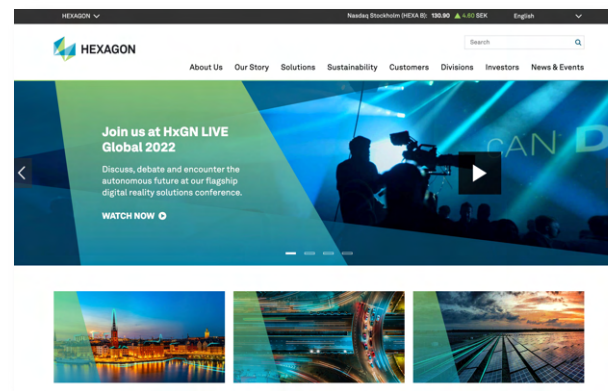 HEXAGON
Nasdaq Stockholm (HEXA B): 130.90 ▲ 4.80 SEK
English
HEXAGON
Search
About Us Our Story Solutions Sustainability Customers Divisions Investors News & Events
Join us at HxGN LIVE
Global 2022
Discuss, debate and encounter the
autonomous future at our flagship
digital reality solutions conference.
WATCH NOW
CAN D